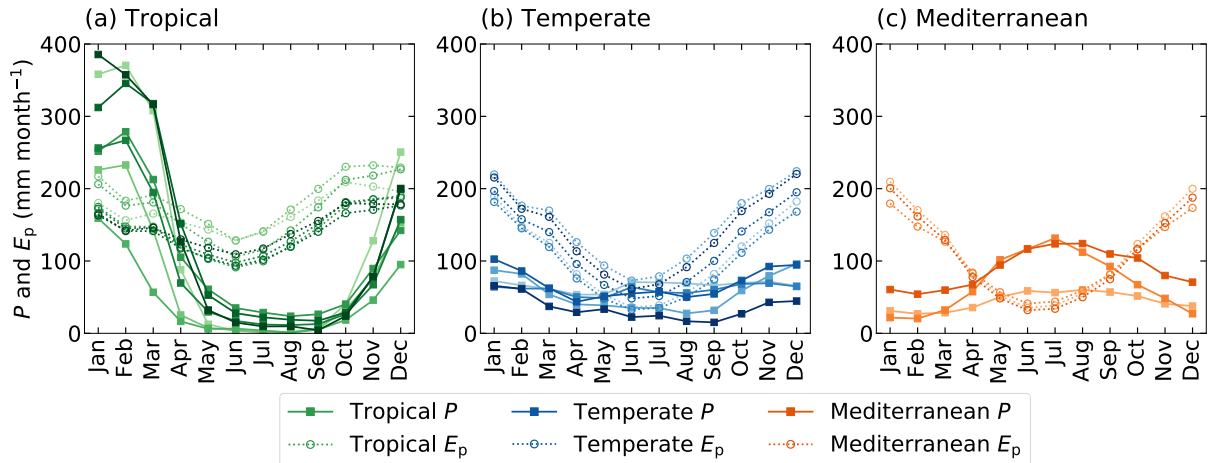 (a) Tropical
(b) Temperate
(c) Mediterranean
P and Eₚ (mm month⁻¹)
400
300
200
100
0
Jan
Feb
Mar
Apr
May
Jun
Jul
Aug
Sep
Oct
Nov
Dec
400
300
200
100
0
Jan
Feb
Mar
Apr
May
Jun
Jul
Aug
Sep
Oct
Nov
Dec
400
300
200
100
0
Jan
Feb
Mar
Apr
May
Jun
Jul
Aug
Sep
Oct
Nov
Dec
Tropical P
Temperate P
Mediterranean P
Tropical Eₚ
Temperate Eₚ
Mediterranean Eₚ